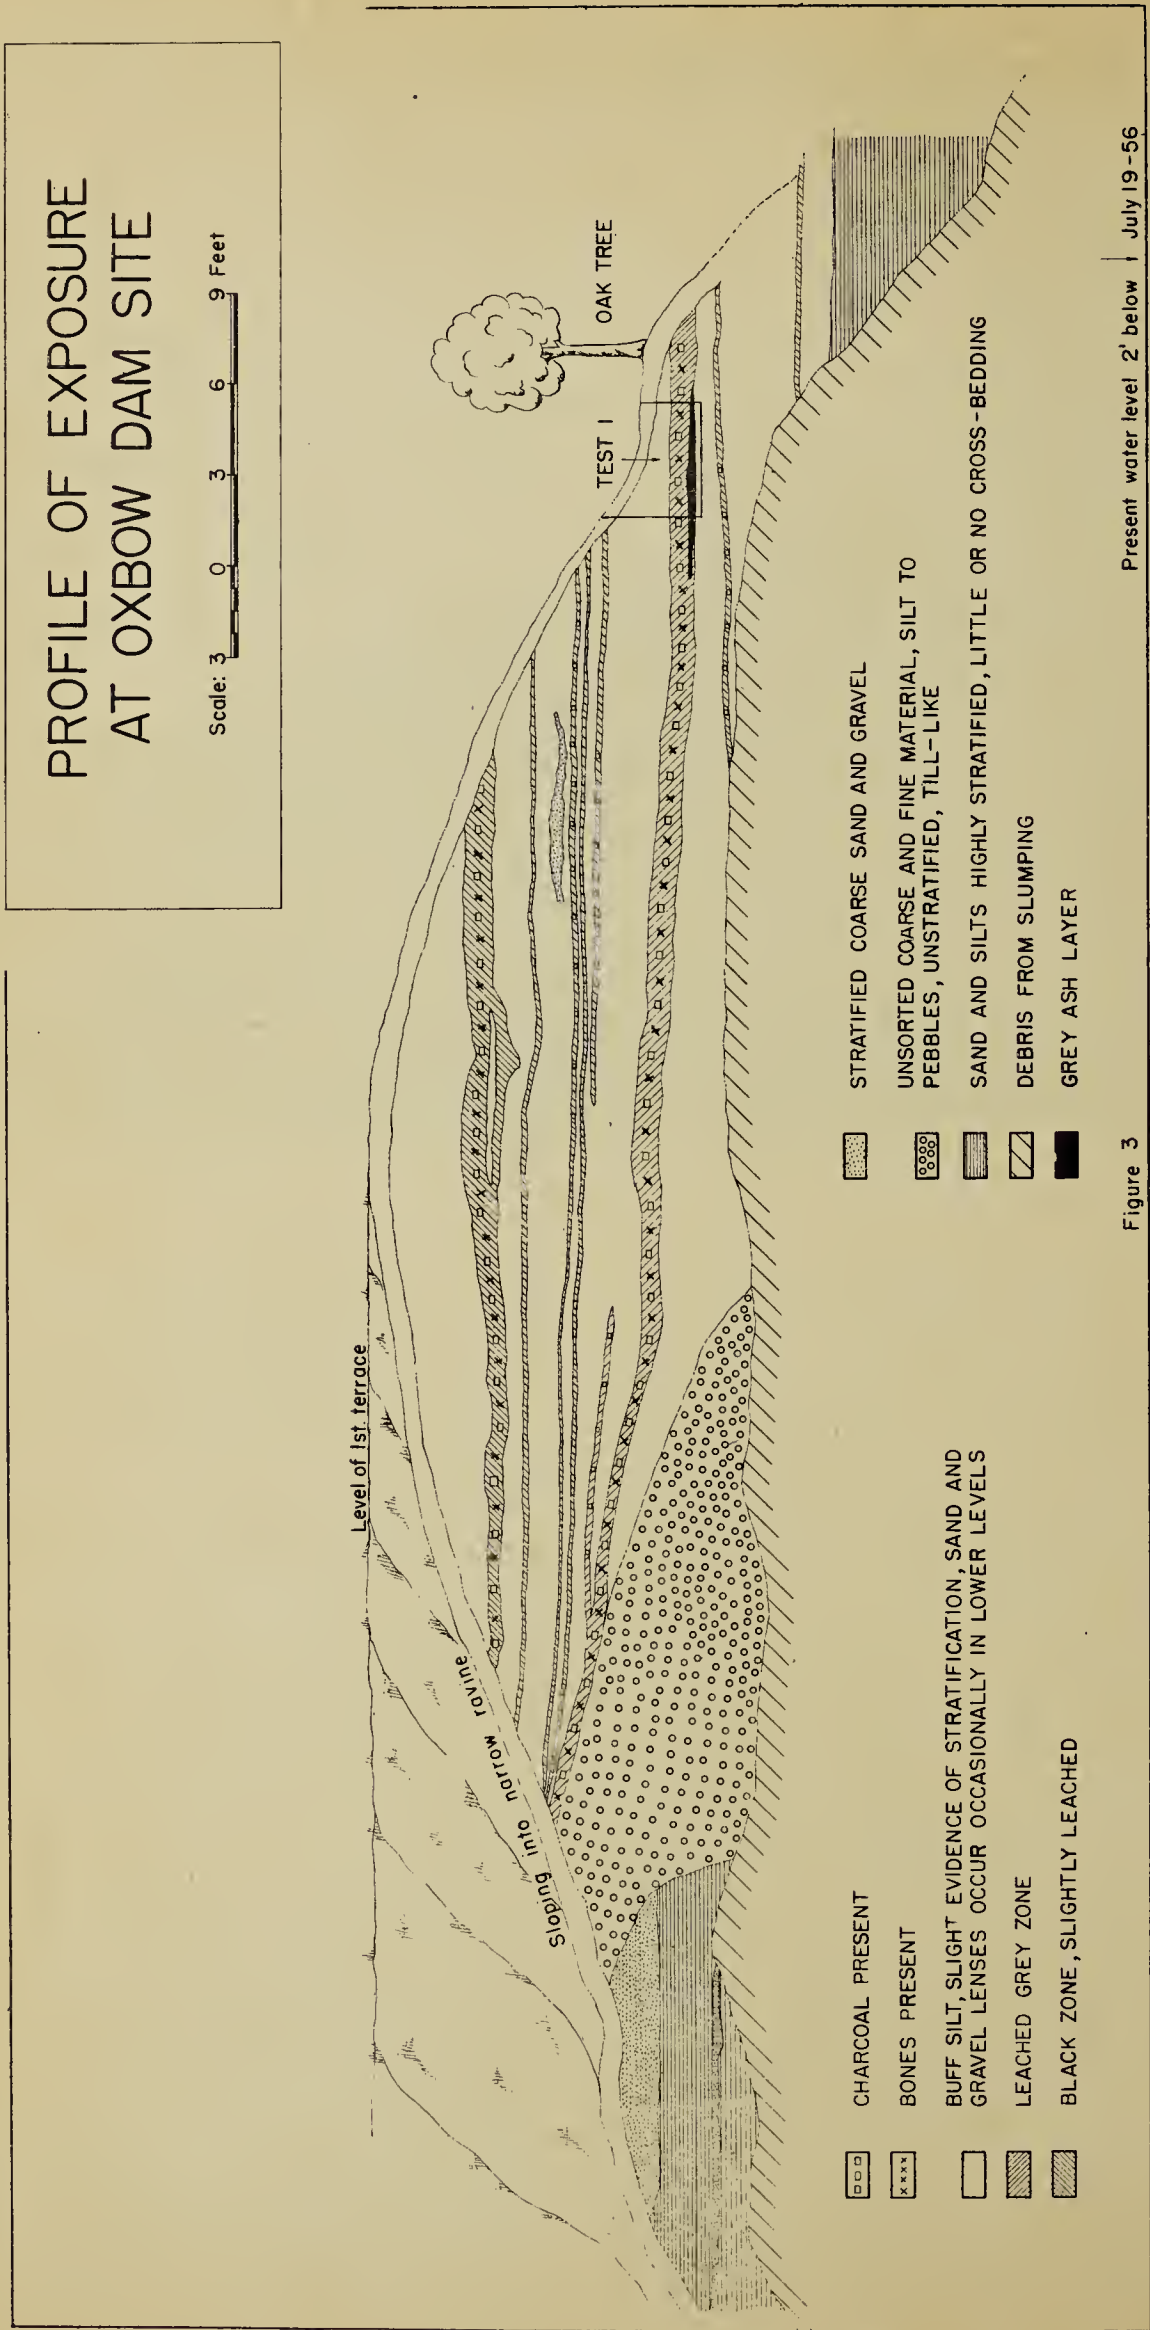 PROFILE OF EXPOSURE
AT OXBOW DAM SITE
Scale: 3 0 3 6 9 Feet
Level of 1st. terrace
Sloping into narrow ravine
TEST 1
OAK TREE
CHARCOAL PRESENT
BONES PRESENT
BUFF SILT, SLIGHT EVIDENCE OF STRATIFICATION, SAND AND
GRAVEL LENSES OCCUR OCCASIONALLY IN LOWER LEVELS
LEACHED GREY ZONE
BLACK ZONE, SLIGHTLY LEACHED
STRATIFIED COARSE SAND AND GRAVEL
UNSORTED COARSE AND FINE MATERIAL, SILT TO
PEBBLES, UNSTRATIFIED, TILL-LIKE
SAND AND SILTS HIGHLY STRATIFIED, LITTLE OR NO CROSS-BEDDING
DEBRIS FROM SLUMPING
GREY ASH LAYER
Figure 3
Present water level 2' below July 19-56